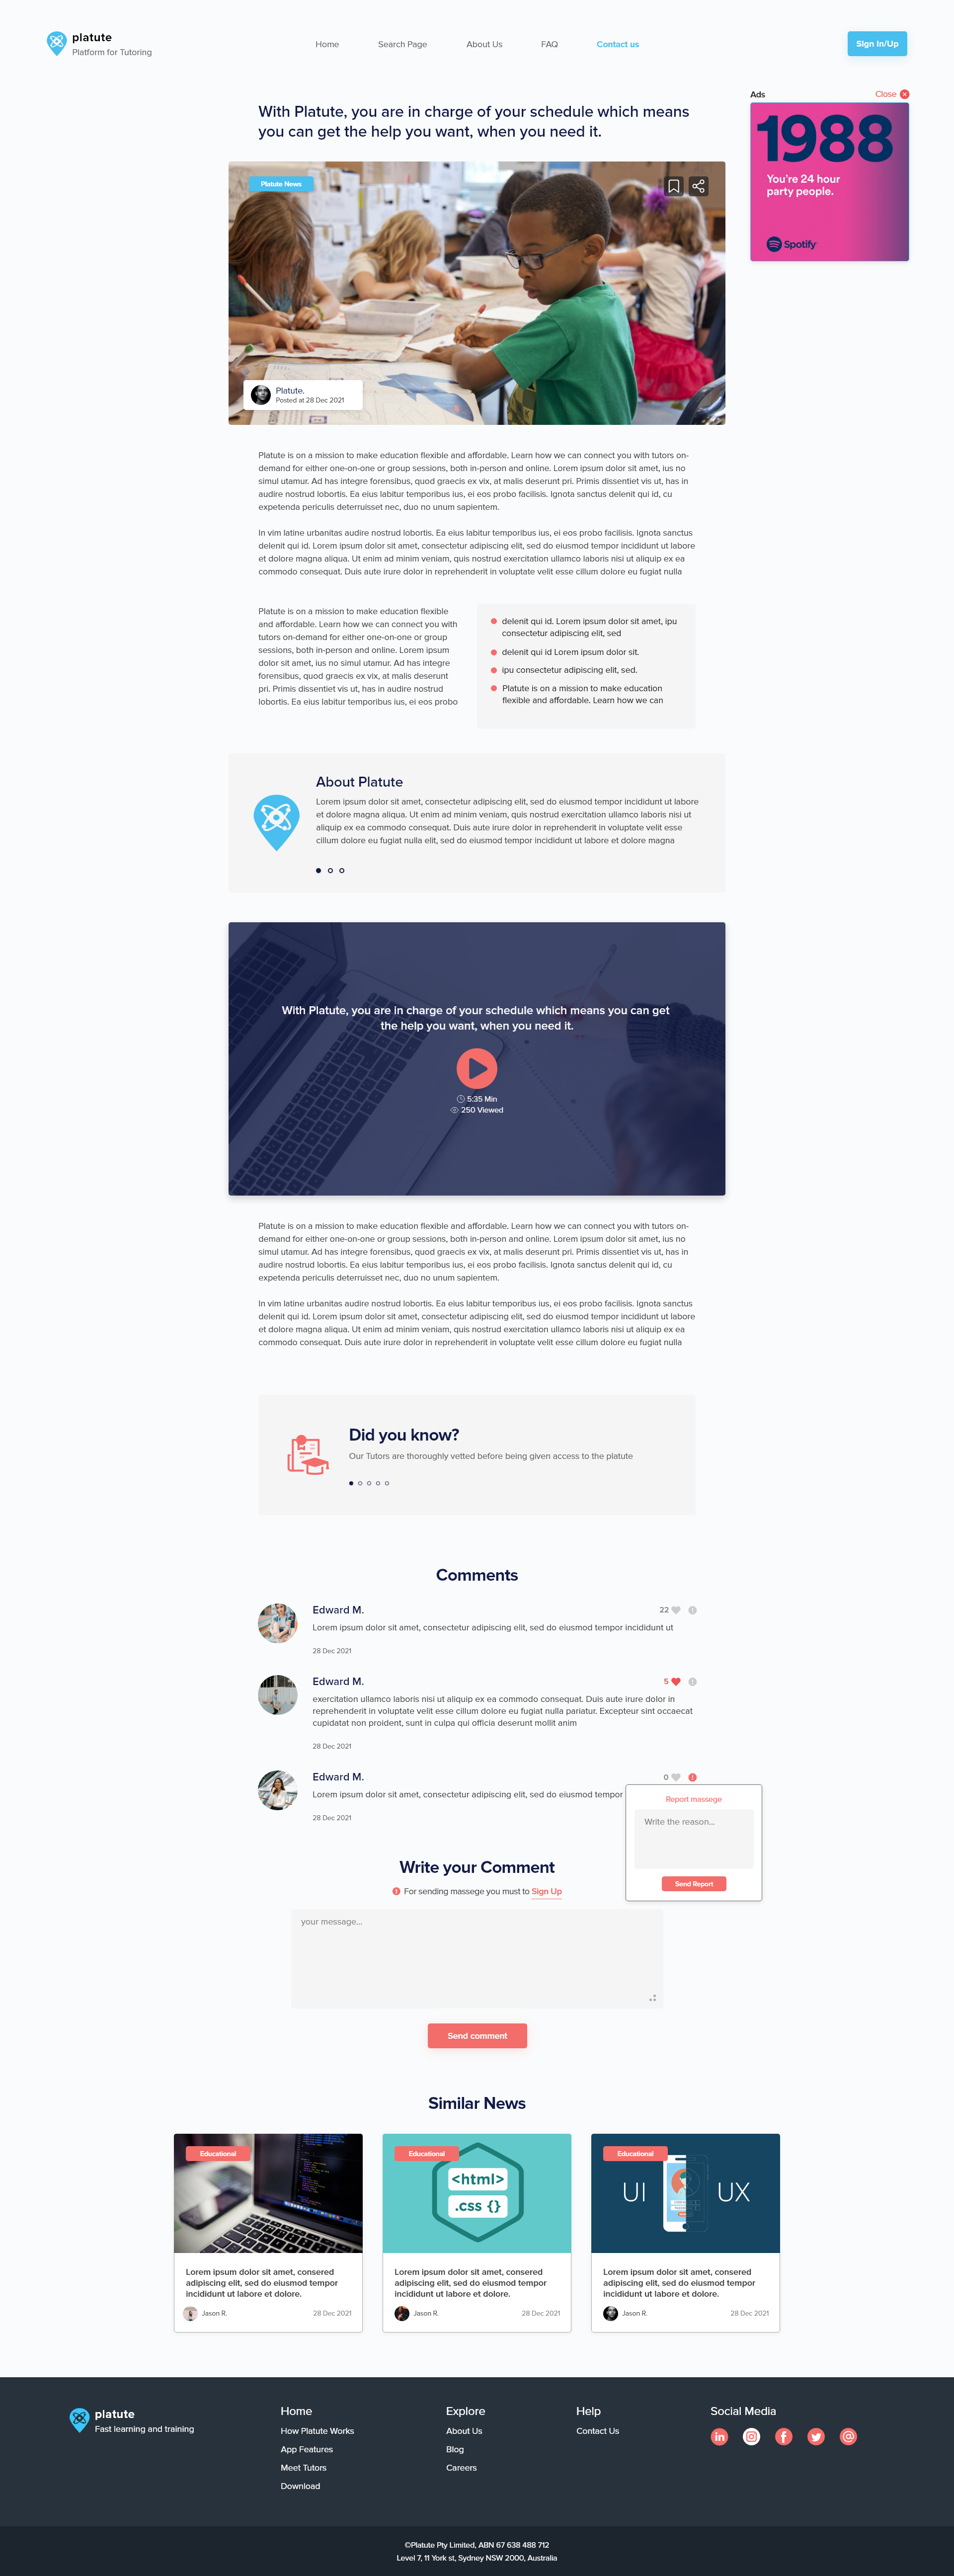 platute
Platform for Tutoring
Home
Search Page
About Us
FAQ
Contact us
Sign In/Up
With Platute, you are in charge of your schedule which means
you can get the help you want, when you need it.
Ads
Close
1988
You're 24 hour
party people.
Spotify
Platute News
Platute.
Posted at 28 Dec 2021
Platute is on a mission to make education flexible and affordable. Learn how we can connect you with tutors on-
demand for either one-on-one or group sessions, both in-person and online. Lorem ipsum dolor sit amet, ius no
simul utamur. Ad has integre forensibus, quod graecis ex vix, at malis deserunt pri. Primis dissentiet vis ut, has in
audire nostrud lobortis. Ea eius labitur temporibus ius, ei eos probo facilisis. Ignota sanctus delenit qui id, cu
expetenda periculis deterruisset nec, duo no unum sapientem.
In vim latine urbanitas audire nostrud lobortis. Ea eius labitur temporibus ius, ei eos probo facilisis. Ignota sanctus
delenit qui id. Lorem ipsum dolor sit amet, consectetur adipiscing elit, sed do eiusmod tempor incididunt ut labore
et dolore magna aliqua. Ut enim ad minim veniam, quis nostrud exercitation ullamco laboris nisi ut aliquip ex ea
commodo consequat. Duis aute irure dolor in reprehenderit in voluptate velit esse cillum dolore eu fugiat nulla
Platute is on a mission to make education flexible
and affordable. Learn how we can connect you with
tutors on-demand for either one-on-one or group
sessions, both in-person and online. Lorem ipsum
dolor sit amet, ius no simul utamur. Ad has integre
forensibus, quod graecis ex vix, at malis deserunt
pri. Primis dissentiet vis ut, has in audire nostrud
lobortis. Ea eius labitur temporibus ius, ei eos probo
delenit qui id. Lorem ipsum dolor sit amet, ipu
consectetur adipiscing elit, sed
delenit qui id Lorem ipsum dolor sit.
ipu consectetur adipiscing elit, sed.
Platute is on a mission to make education
flexible and affordable. Learn how we can
About Platute
Lorem ipsum dolor sit amet, consectetur adipiscing elit, sed do eiusmod tempor incididunt ut labore
et dolore magna aliqua. Ut enim ad minim veniam, quis nostrud exercitation ullamco laboris nisi ut
aliquip ex ea commodo consequat. Duis aute irure dolor in reprehenderit in voluptate velit esse
cillum dolore eu fugiat nulla elit, sed do eiusmod tempor incididunt ut labore et dolore magna
With Platute, you are in charge of your schedule which means you can get
the help you want, when you need it.
5:35 Min
250 Viewed
Platute is on a mission to make education flexible and affordable. Learn how we can connect you with tutors on-
demand for either one-on-one or group sessions, both in-person and online. Lorem ipsum dolor sit amet, ius no
simul utamur. Ad has integre forensibus, quod graecis ex vix, at malis deserunt pri. Primis dissentiet vis ut, has in
audire nostrud lobortis. Ea eius labitur temporibus ius, ei eos probo facilisis. Ignota sanctus delenit qui id, cu
expetenda periculis deterruisset nec, duo no unum sapientem.
In vim latine urbanitas audire nostrud lobortis. Ea eius labitur temporibus ius, ei eos probo facilisis. Ignota sanctus
delenit qui id. Lorem ipsum dolor sit amet, consectetur adipiscing elit, sed do eiusmod tempor incididunt ut labore
et dolore magna aliqua. Ut enim ad minim veniam, quis nostrud exercitation ullamco laboris nisi ut aliquip ex ea
commodo consequat. Duis aute irure dolor in reprehenderit in voluptate velit esse cillum dolore eu fugiat nulla
Did you know?
Our Tutors are thoroughly vetted before being given access to the platute
Comments
Edward M.
22
Lorem ipsum dolor sit amet, consectetur adipiscing elit, sed do eiusmod tempor incididunt ut
28 Dec 2021
Edward M.
5
exercitation ullamco laboris nisi ut aliquip ex ea commodo consequat. Duis aute irure dolor in
reprehenderit in voluptate velit esse cillum dolore eu fugiat nulla pariatur. Excepteur sint occaecat
cupidatat non proident, sunt in culpa qui officia deserunt mollit anim
28 Dec 2021
Edward M.
0
Lorem ipsum dolor sit amet, consectetur adipiscing elit, sed do eiusmod tempor
28 Dec 2021
Report massege
Write the reason...
Send Report
Write your Comment
For sending massege you must to Sign Up
your message...
Send comment
Similar News
Educational
Lorem ipsum dolor sit amet, consered
adipiscing elit, sed do eiusmod tempor
incididunt ut labore et dolore.
Jason R.
28 Dec 2021
Educational
<html>
.css {}
Lorem ipsum dolor sit amet, consered
adipiscing elit, sed do eiusmod tempor
incididunt ut labore et dolore.
Jason R.
28 Dec 2021
Educational
UI UX
Lorem ipsum dolor sit amet, consered
adipiscing elit, sed do eiusmod tempor
incididunt ut labore et dolore.
Jason R.
28 Dec 2021
platute
Fast learning and training
Home
How Platute Works
App Features
Meet Tutors
Download
Explore
About Us
Blog
Careers
Help
Contact Us
Social Media
©Platute Pty Limited, ABN 67 638 488 712
Level 7, 11 York st, Sydney NSW 2000, Australia